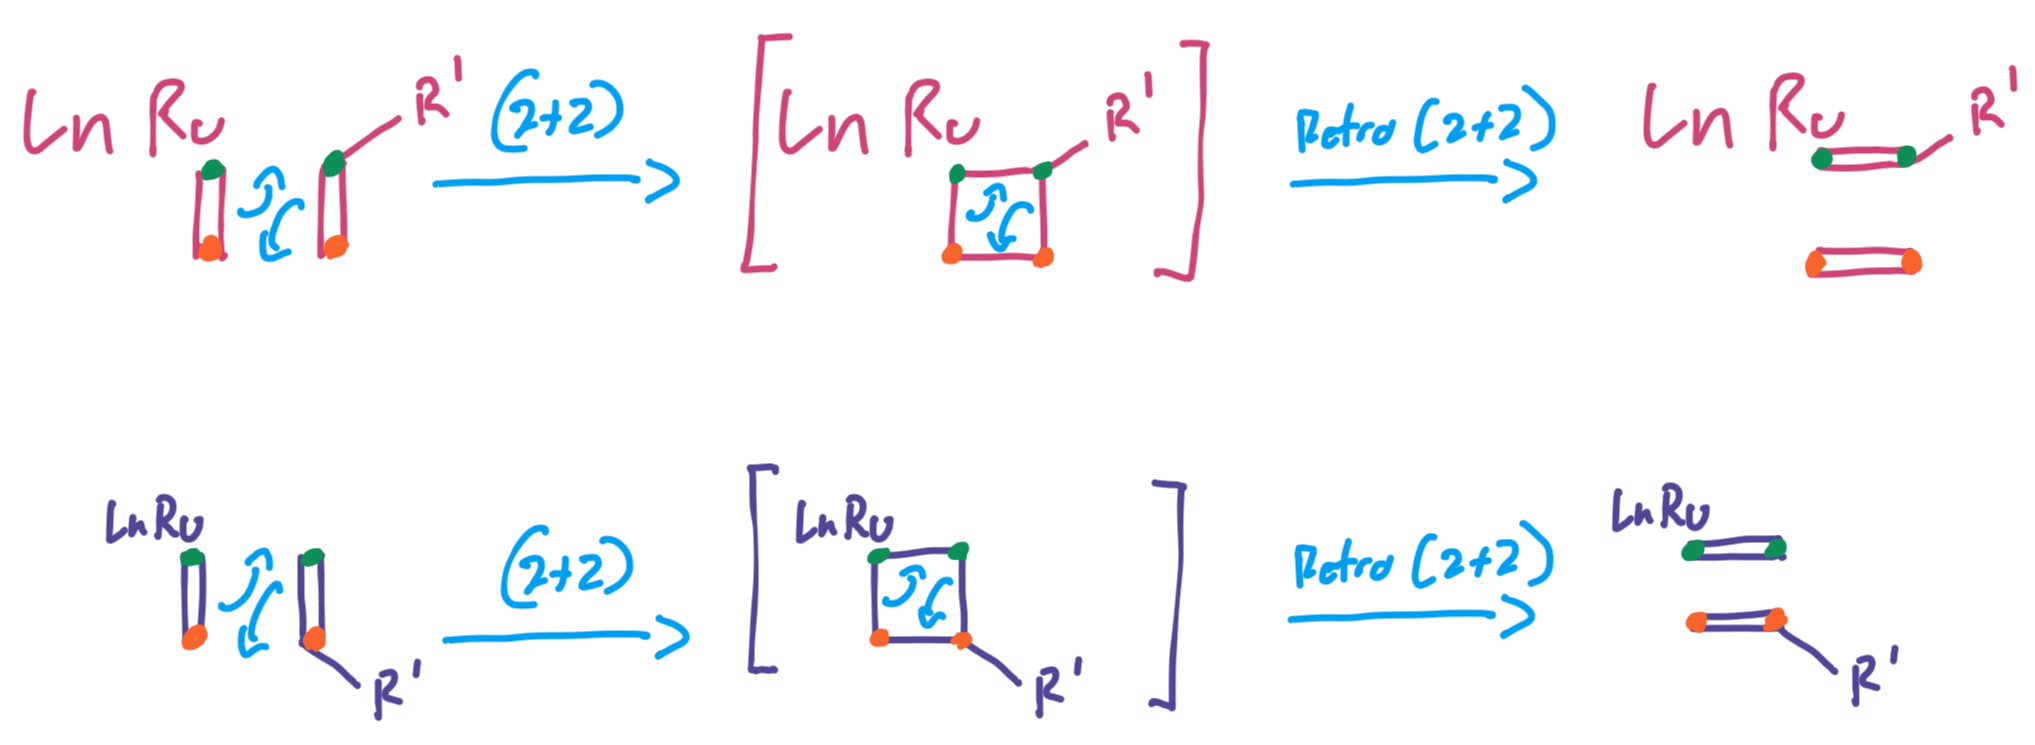 Ln Ru R' (2+2) Ln Ru R' Retro (2+2) Ln Ru R'
LnRu R' (2+2) LnRu R' Retro (2+2) LnRu R'